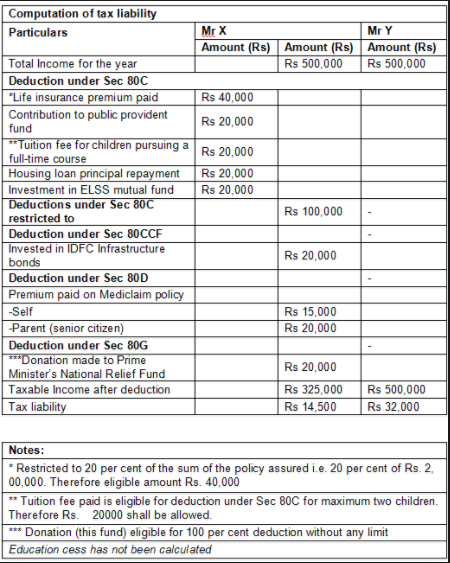 Computation of tax liability
Particulars Mr X Mr Y
Amount (Rs) Amount (Rs) Amount (Rs)
Total Income for the year Rs 500,000 Rs 500,000
Deduction under Sec 80C
*Life insurance premium paid Rs 40,000
Contribution to public provident
fund Rs 20,000
**Tuition fee for children pursuing a
full-time course Rs 20,000
Housing loan principal repayment Rs 20,000
Investment in ELSS mutual fund Rs 20,000
Deductions under Sec 80C
restricted to Rs 100,000 -
Deduction under Sec 80CCF -
Invested in IDFC Infrastructure
bonds Rs 20,000
Deduction under Sec 80D -
Premium paid on Mediclaim policy
-Self Rs 15,000
-Parent (senior citizen) Rs 20,000
Deduction under Sec 80G -
***Donation made to Prime
Minister's National Relief Fund Rs 20,000
Taxable Income after deduction Rs 325,000 Rs 500,000
Tax liability Rs 14,500 Rs 32,000
Notes:
* Restricted to 20 per cent of the sum of the policy assured i.e. 20 per cent of Rs. 2,
00,000. Therefore eligible amount Rs. 40,000
** Tuition fee paid is eligible for deduction under Sec 80C for maximum two children.
Therefore Rs. 20000 shall be allowed.
*** Donation (this fund) eligible for 100 per cent deduction without any limit
Education cess has not been calculated